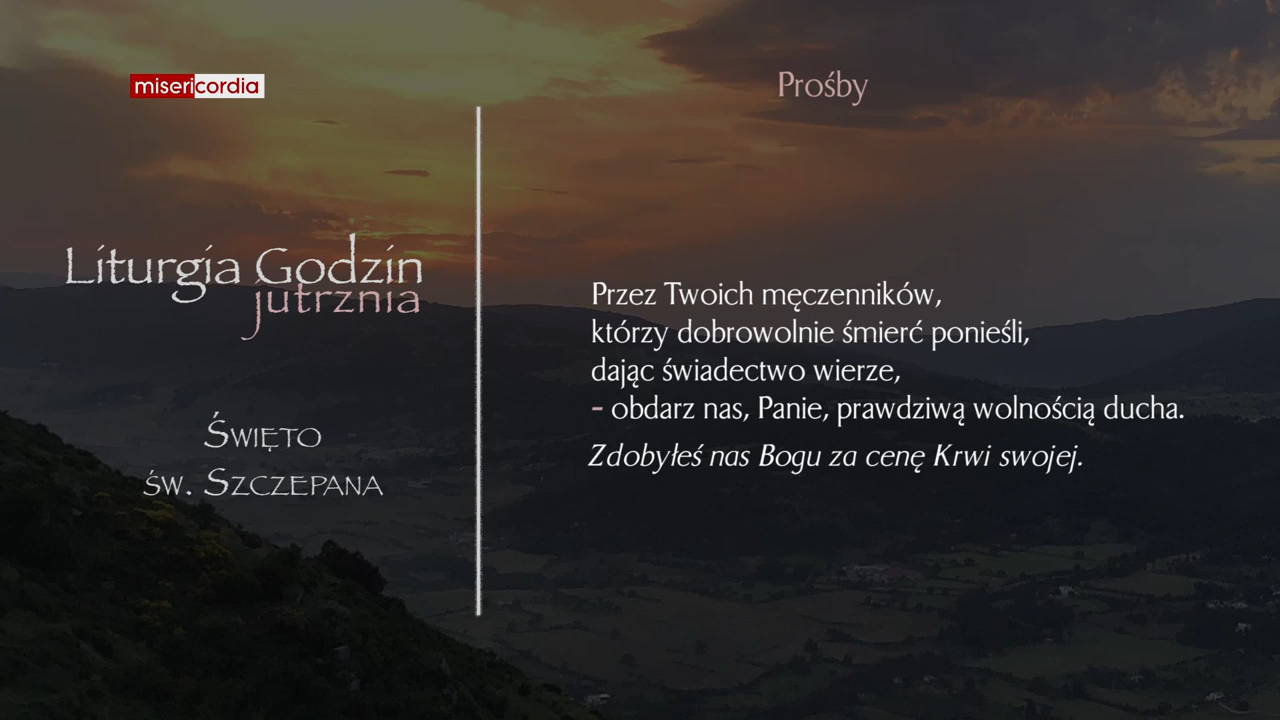 misericordia
Liturgia Godzin
jutrznia
Święto
św. Szczepana
Prośby
Przez Twoich męczenników,
którzy dobrowolnie śmierć ponieśli,
dając świadectwo wierze,
- obdarz nas, Panie, prawdziwą wolnością ducha.
Zdobyłeś nas Bogu za cenę Krwi swojej.